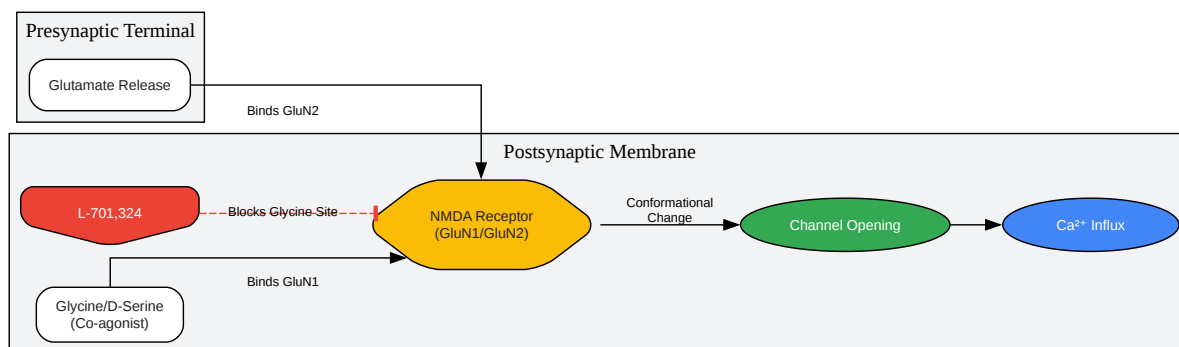 Presynaptic Terminal
Glutamate Release
Binds GluN2
Postsynaptic Membrane
L-701,324
Blocks Glycine Site
NMDA Receptor
(GluN1/GluN2)
Conformational
Change
Channel Opening
Ca²⁺ Influx
Binds GluN1
Glycine/D-Serine
(Co-agonist)